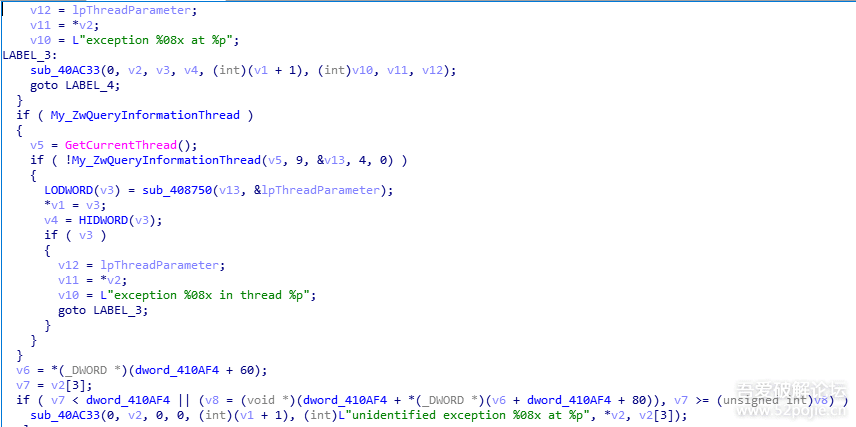 v12 = lpThreadParameter;
v11 = *v2;
v10 = L"exception %08x at %p";
LABEL_3:
sub_40AC33(0, v2, v3, v4, (int)(v1 + 1), (int)v10, v11, v12);
goto LABEL_4;
}
if ( My_ZwQueryInformationThread )
{
v5 = GetCurrentThread();
if ( !My_ZwQueryInformationThread(v5, 9, &v13, 4, 0) )
{
LODWORD(v3) = sub_408750(v13, &lpThreadParameter);
*v1 = v3;
v4 = HIDWORD(v3);
if ( v3 )
{
v12 = lpThreadParameter;
v11 = *v2;
v10 = L"exception %08x in thread %p";
goto LABEL_3;
}
}
}
v6 = *(_DWORD *)(dword_410AF4 + 60);
v7 = v2[3];
if ( v7 < dword_410AF4 || (v8 = (void *)(dword_410AF4 + *(_DWORD *)(v6 + dword_410AF4 + 80)), v7 >= (unsigned int)v8) )
sub_40AC33(0, v2, 0, 0, (int)(v1 + 1), (int)L"unidentified exception %08x at %p", *v2, v2[3]);
吾爱破解论坛
www.52pojie.cn